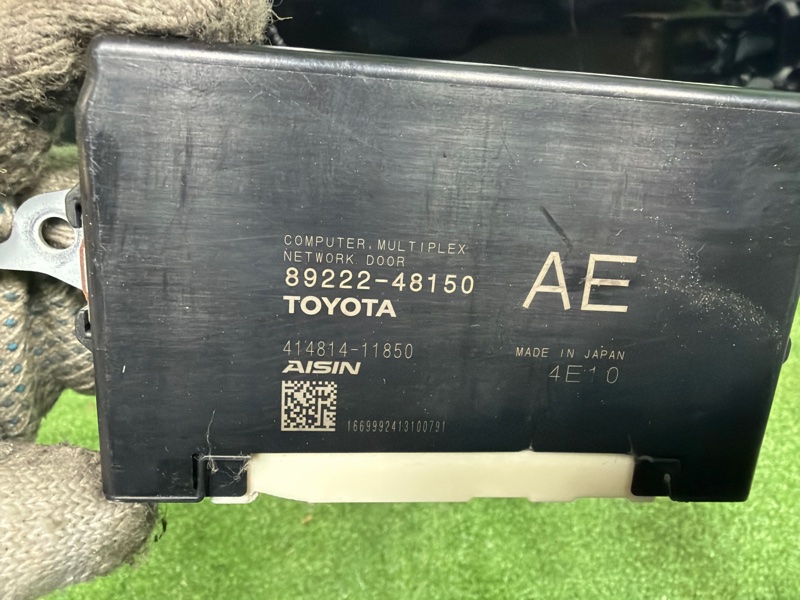 COMPUTER, MULTIPLEX
NETWORK DOOR
89222-48150
TOYOTA
AE
414814-11850
AISIN
MADE IN JAPAN
4E10
1669992413100791